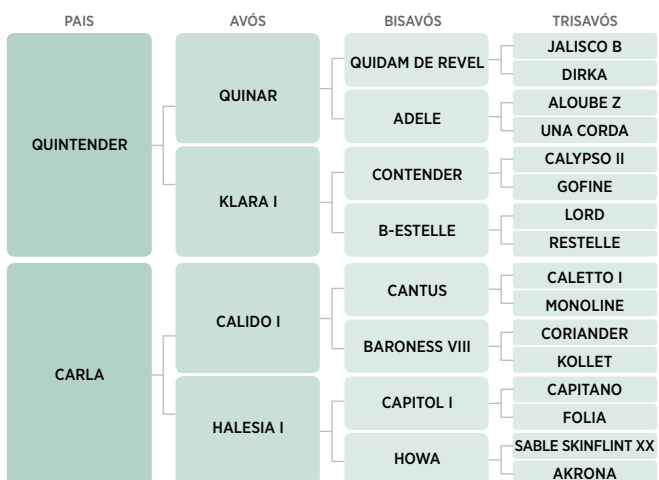 PAIS AVÓS BISAVÓS TRISAVÓS
QUINTENDER
QUINAR
QUIDAM DE REVEL
JALISCO B
DIRKA
ADELE
ALOUBE Z
UNA CORDA
KLARA I
CONTENDER
CALYPSO II
GOFINE
B-ESTELLE
LORD
RESTELLE
CARLA
CALIDO I
CANTUS
CALETTO I
MONOLINE
BARONESS VIII
CORIANDER
KOLLET
HALESIA I
CAPITOL I
CAPITANO
FOLIA
HOWA
SABLE SKINFLINT XX
AKRONA